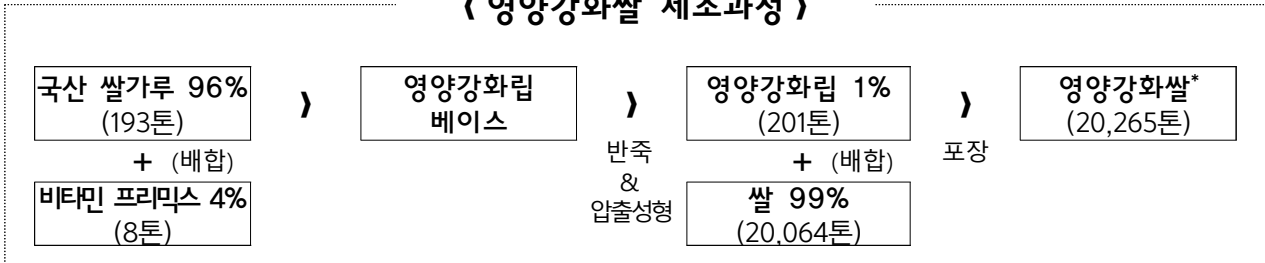 ❬ 영양강화쌀 제조과정 ❭
국산 쌀가루 96%
(193톤)
+ (배합)
비타민 프리믹스 4%
(8톤)
❭
영양강화립
베이스
❭
반죽
&
압출성형
영양강화립 1%
(201톤)
+ (배합)
쌀 99%
(20,064톤)
❭
포장
영양강화쌀*
(20,265톤)